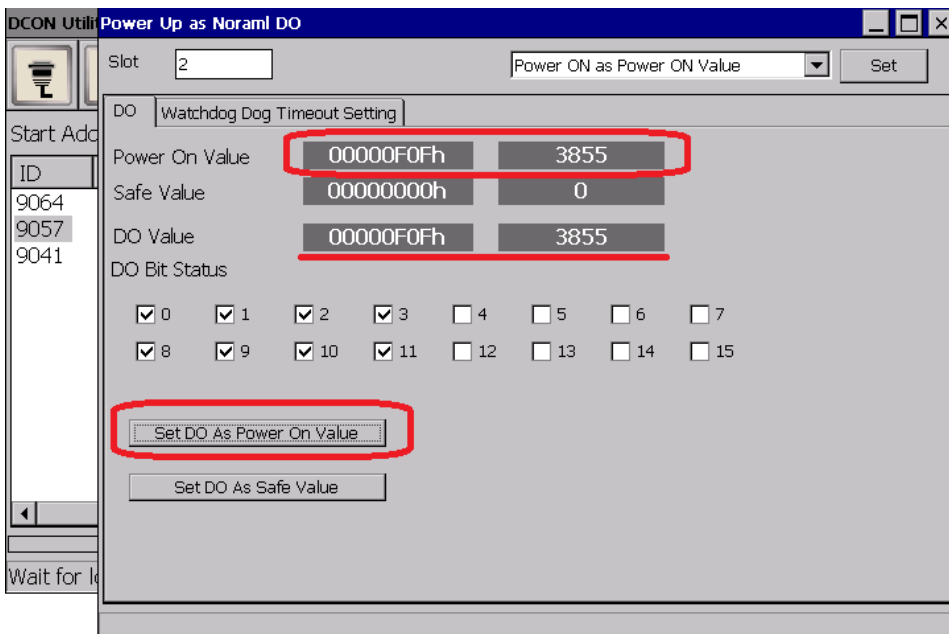 DCON Utili
Power Up as Noraml DO
Slot 2 Power ON as Power ON Value Set
DO Watchdog Dog Timeout Setting
Start Add
Power On Value 00000F0Fh 3855
ID
Safe Value 00000000h 0
9064
9057
DO Value 00000F0Fh 3855
9041
DO Bit Status
0 1 2 3 4 5 6 7
8 9 10 11 12 13 14 15
Set DO As Power On Value
Set DO As Safe Value
Wait for